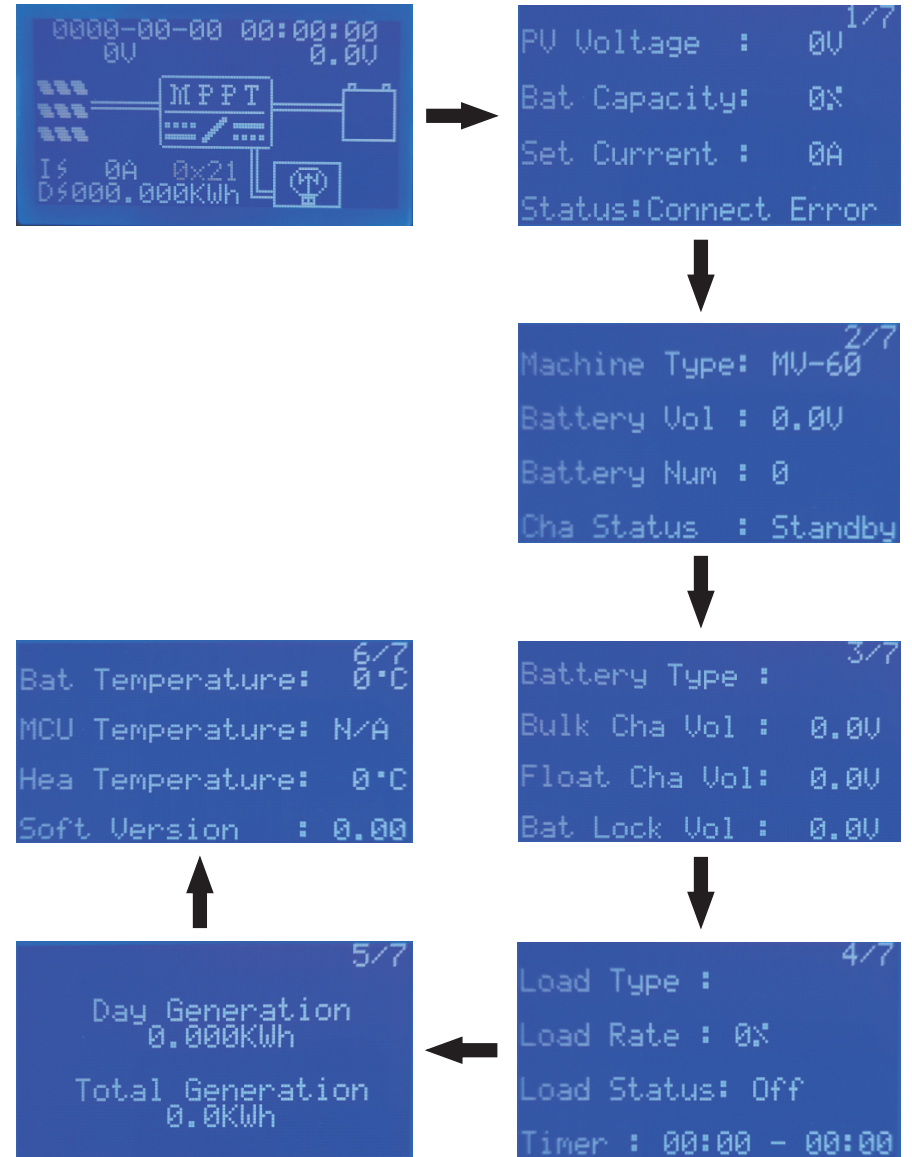 0000-00-00 00:00:00
0V 0.0V
MPPT
I⚡ 0A 0x21
D⚡000.000KWh
1/7
PV Voltage : 0V
Bat Capacity: 0%
Set Current : 0A
Status:Connect Error
2/7
Machine Type: MV-60
Battery Vol : 0.0V
Battery Num : 0
Cha Status : Standby
3/7
Battery Type :
Bulk Cha Vol : 0.0V
Float Cha Vol: 0.0V
Bat Lock Vol : 0.0V
4/7
Load Type :
Load Rate : 0%
Load Status: Off
Timer : 00:00 - 00:00
5/7
Day Generation
0.000KWh
Total Generation
0.0KWh
6/7
Bat Temperature: 0°C
MCU Temperature: N/A
Hea Temperature: 0°C
Soft Version : 0.00